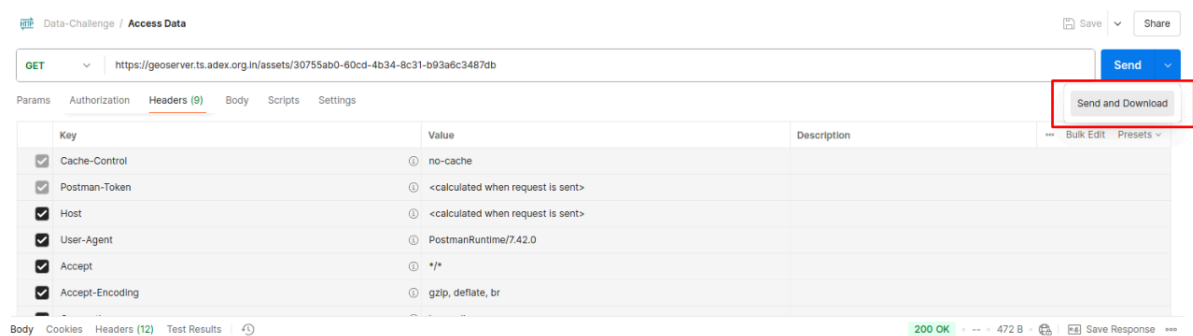 HTTP Data-Challenge / Access Data Save Share
GET https://geoserver.ts.adex.org.in/assets/30755ab0-60cd-4b34-8c31-b93a6c3487db Send
Params Authorization Headers (9) Body Scripts Settings
Send and Download
Key Value Description ••• Bulk Edit Presets
Cache-Control no-cache
Postman-Token <calculated when request is sent>
Host <calculated when request is sent>
User-Agent PostmanRuntime/7.42.0
Accept */*
Accept-Encoding gzip, deflate, br
Body Cookies Headers (12) Test Results 200 OK -- 472 B Save Response